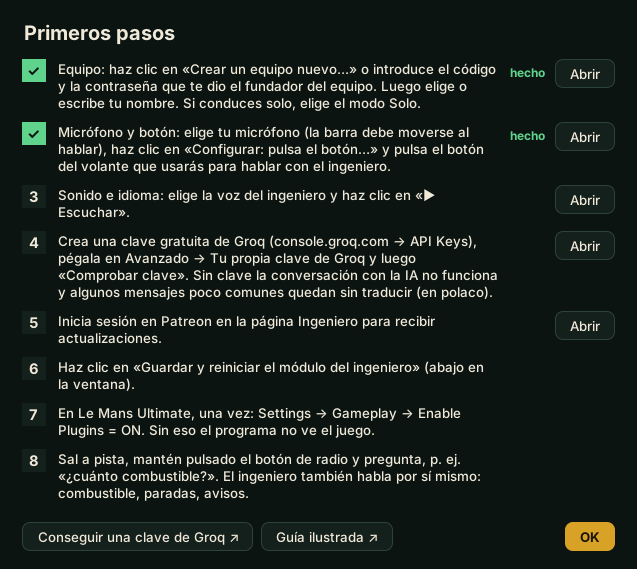 Primeros pasos
✓ Equipo: haz clic en «Crear un equipo nuevo...» o introduce el código hecho Abrir
y la contraseña que te dio el fundador del equipo. Luego elige o
escribe tu nombre. Si conduces solo, elige el modo Solo.
✓ Micrófono y botón: elige tu micrófono (la barra debe moverse al hecho Abrir
hablar), haz clic en «Configurar: pulsa el botón...» y pulsa el botón
del volante que usarás para hablar con el ingeniero.
3 Sonido e idioma: elige la voz del ingeniero y haz clic en «▶ Abrir
Escuchar».
4 Crea una clave gratuita de Groq (console.groq.com → API Keys), Abrir
pégala en Avanzado → Tu propia clave de Groq y luego
«Comprobar clave». Sin clave la conversación con la IA no funciona
y algunos mensajes poco comunes quedan sin traducir (en polaco).
5 Inicia sesión en Patreon en la página Ingeniero para recibir Abrir
actualizaciones.
6 Haz clic en «Guardar y reiniciar el módulo del ingeniero» (abajo en
la ventana).
7 En Le Mans Ultimate, una vez: Settings → Gameplay → Enable
Plugins = ON. Sin eso el programa no ve el juego.
8 Sal a pista, mantén pulsado el botón de radio y pregunta, p. ej.
«¿cuánto combustible?». El ingeniero también habla por sí mismo:
combustible, paradas, avisos.
Conseguir una clave de Groq ↗ Guía ilustrada ↗ OK